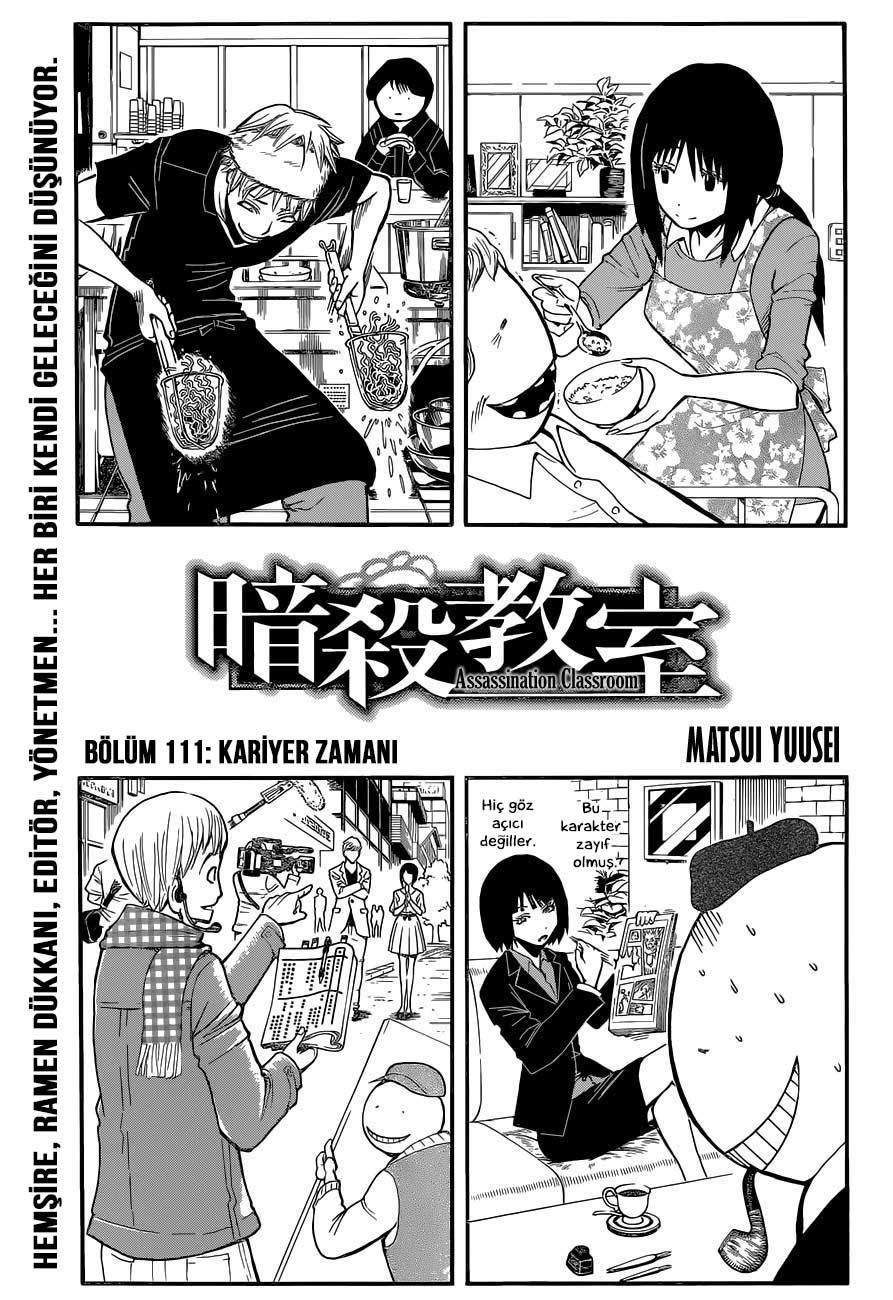 HEMŞİRE, RAMEN DÜKKANI, EDİTÖR, YÖNETMEN... HER BİRİ KENDİ GELECEĞİNİ DÜŞÜNÜYOR.
暗殺教室
Assassination Classroom
BÖLÜM 111: KARİYER ZAMANI
MATSUI YUUSEI
Bu
karakter
zayıf
olmuş.
Hiç göz
açıcı
değiller.